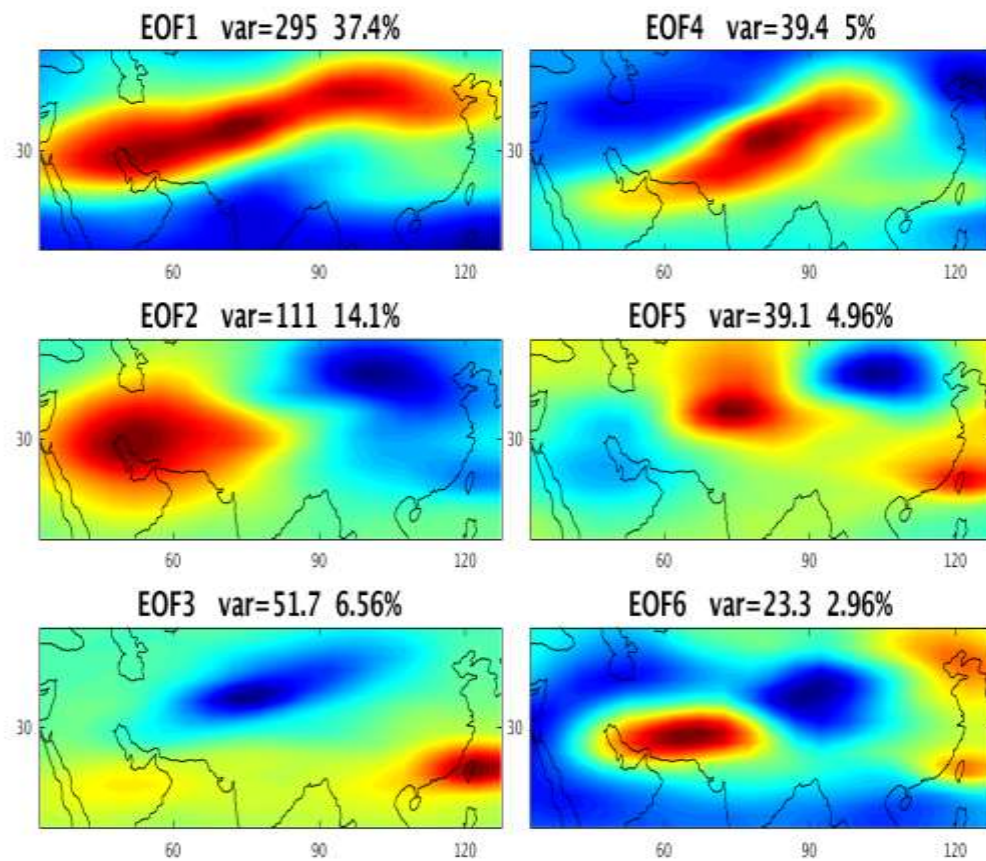 EOF1 var=295 37.4%
30
60 90 120
EOF4 var=39.4 5%
30
60 90 120
EOF2 var=111 14.1%
30
60 90 120
EOF5 var=39.1 4.96%
30
60 90 120
EOF3 var=51.7 6.56%
30
60 90 120
EOF6 var=23.3 2.96%
30
60 90 120